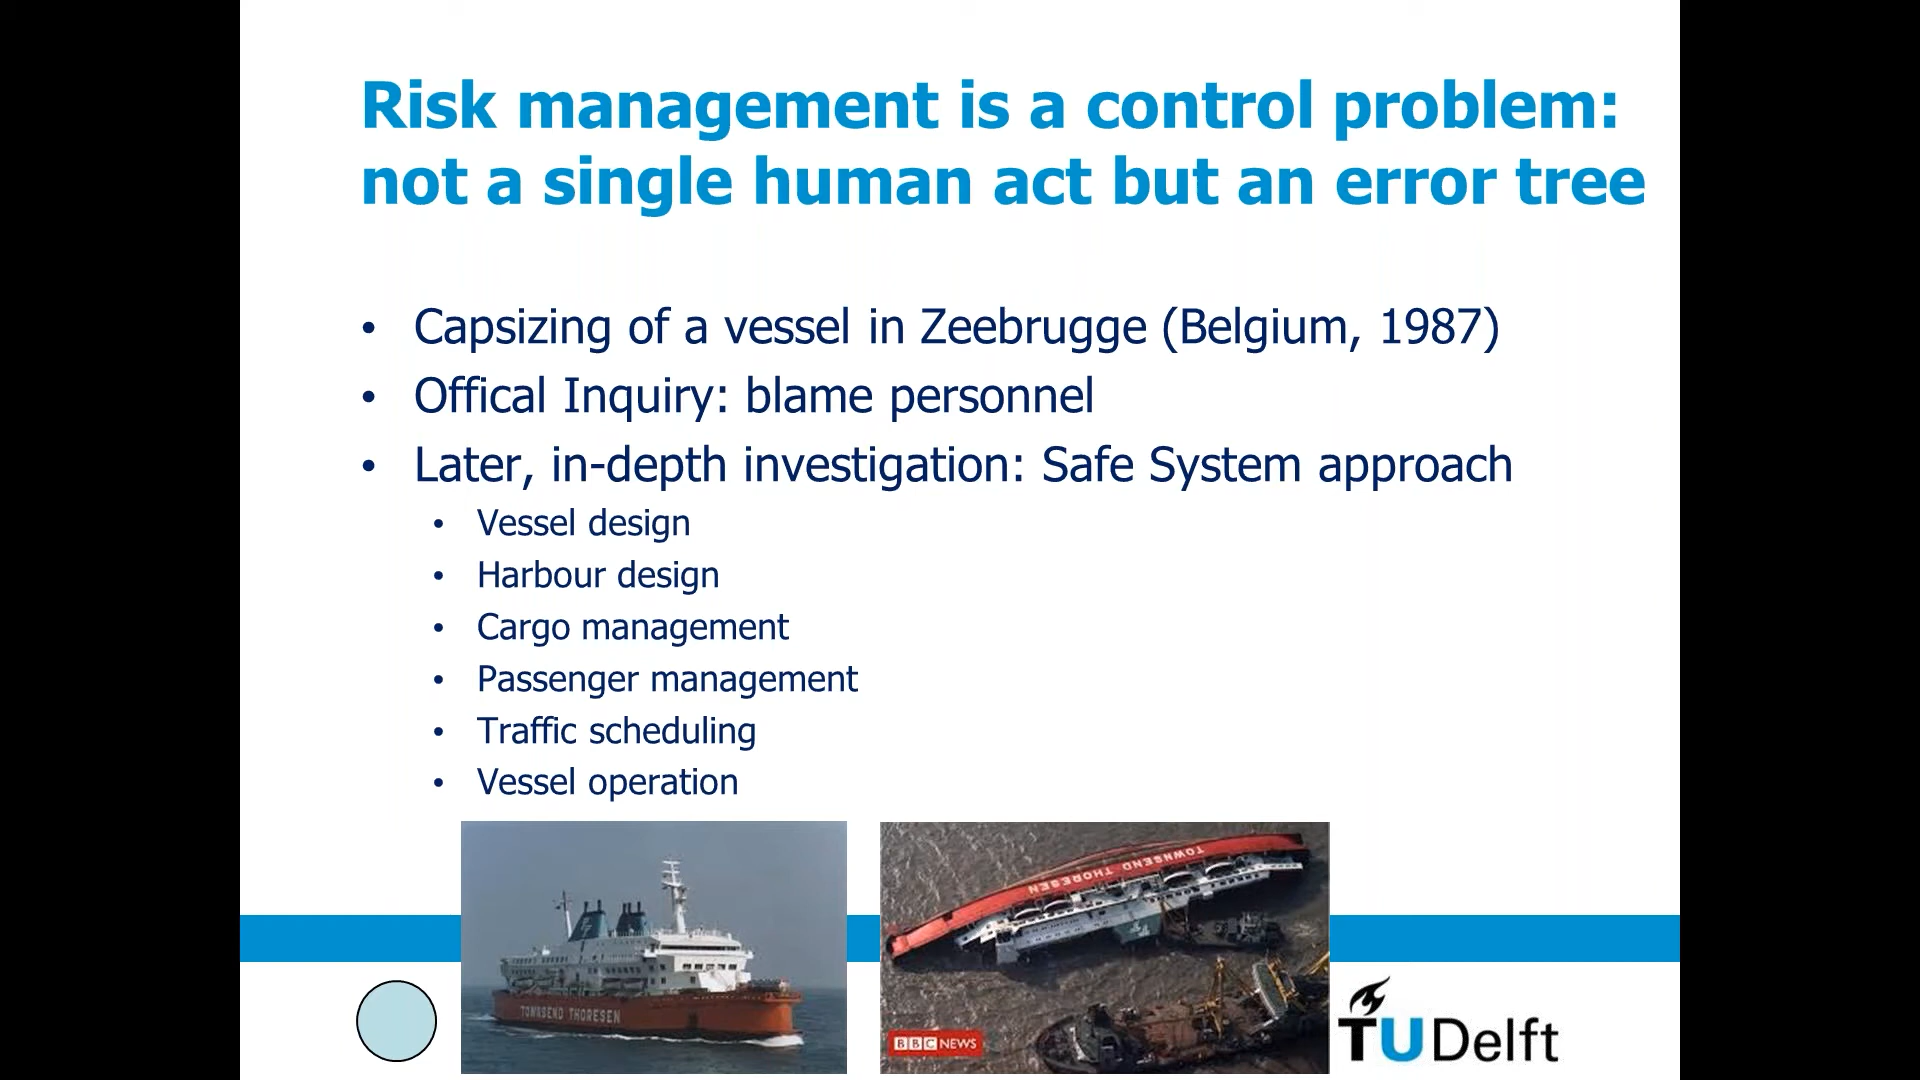 Risk management is a control problem:
not a single human act but an error tree
• Capsizing of a vessel in Zeebrugge (Belgium, 1987)
• Offical Inquiry: blame personnel
• Later, in-depth investigation: Safe System approach
• Vessel design
• Harbour design
• Cargo management
• Passenger management
• Traffic scheduling
• Vessel operation
TOWNSEND THORESEN
TOWNSEND THORESEN
BBC NEWS
TUDelft